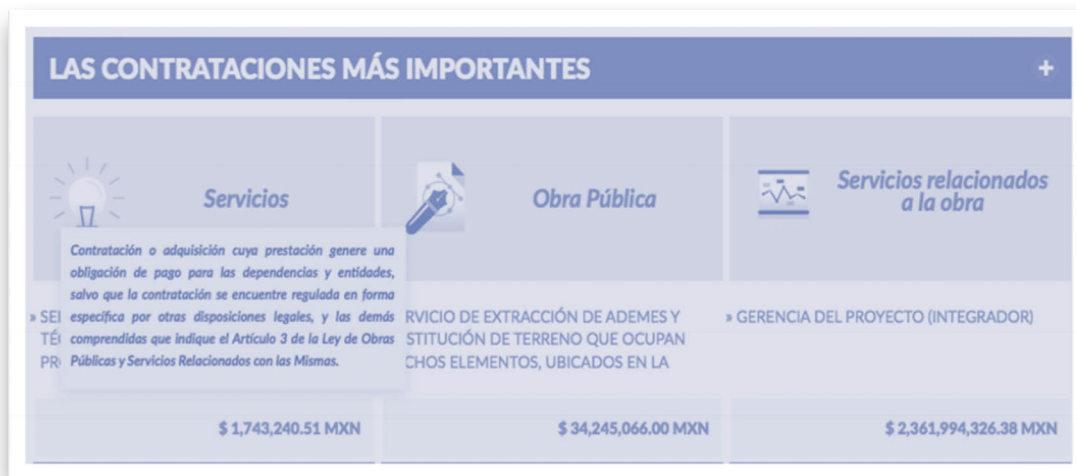 LAS CONTRATACIONES MÁS IMPORTANTES +
Servicios
Obra Pública
Servicios relacionados
a la obra
Contratación o adquisición cuya prestación genere una
obligación de pago para las dependencias y entidades,
salvo que la contratación se encuentre regulada en forma
específica por otras disposiciones legales, y las demás
comprendidas que indique el Artículo 3 de la Ley de Obras
Públicas y Servicios Relacionados con las Mismas.
» SE
TÉ
PR
RVICIO DE EXTRACCIÓN DE ADEMES Y
STITUCIÓN DE TERRENO QUE OCUPAN
CHOS ELEMENTOS, UBICADOS EN LA
» GERENCIA DEL PROYECTO (INTEGRADOR)
$ 1,743,240.51 MXN
$ 34,245,066.00 MXN
$ 2,361,994,326.38 MXN